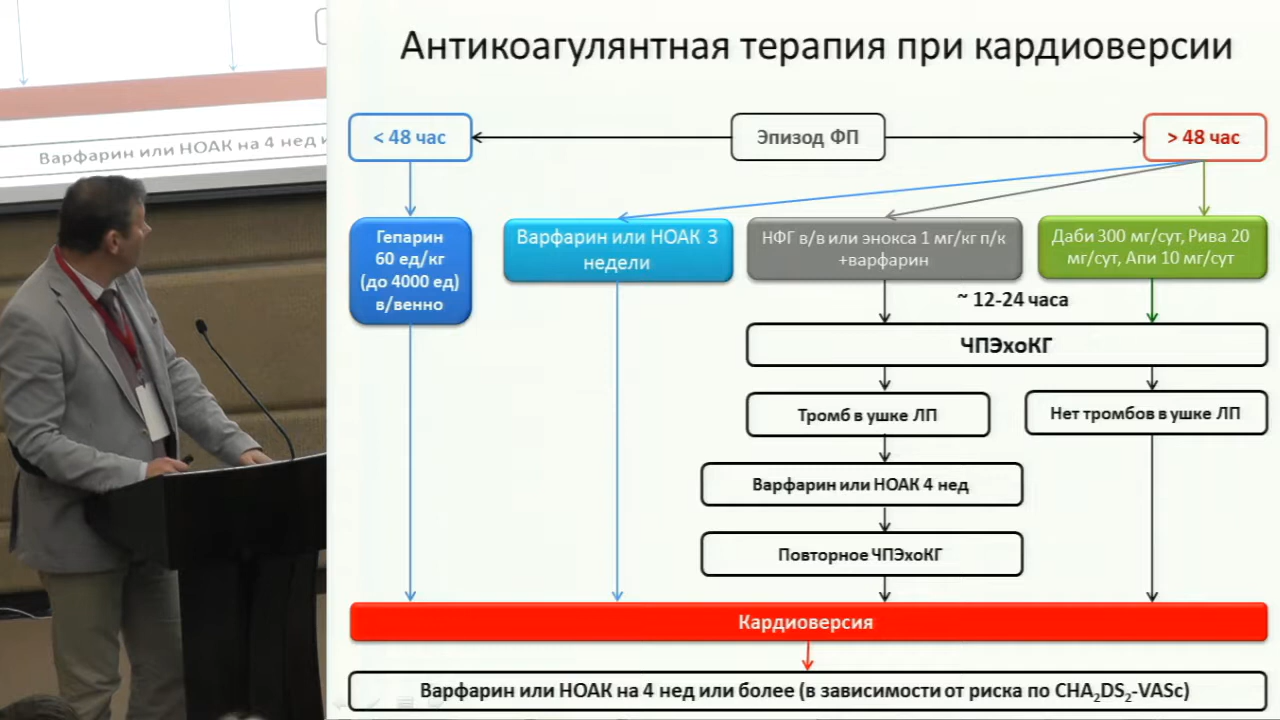 Варфарин или НОАК на 4 нед
Антикоагулянтная терапия при кардиоверсии
< 48 час
Эпизод ФП
> 48 час
Гепарин
60 ед/кг
(до 4000 ед)
в/венно
Варфарин или НОАК 3
недели
НФГ в/в или энокса 1 мг/кг п/к
+варфарин
Даби 300 мг/сут, Рива 20
мг/сут, Апи 10 мг/сут
~ 12-24 часа
ЧПЭхоКГ
Тромб в ушке ЛП
Нет тромбов в ушке ЛП
Варфарин или НОАК 4 нед
Повторное ЧПЭхоКГ
Кардиоверсия
Варфарин или НОАК на 4 нед или более (в зависимости от риска по CHA2DS2-VASc)